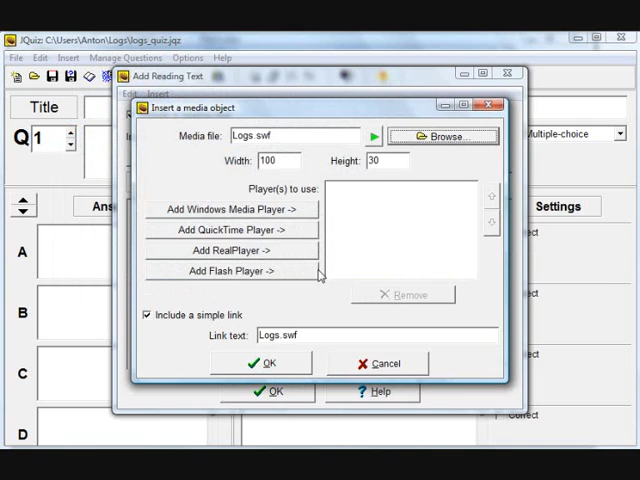 JQuiz: C:\Users\Anton\Logs\logs_quiz.jqz
File Edit Insert Manage Questions Options Help
Add Reading Text
Edit Insert
Title
Insert a media object
Media file: Logs.swf Browse...
Q 1 Multiple-choice
Width: 100 Height: 30
Player(s) to use:
Add Windows Media Player ->
Add QuickTime Player ->
Add RealPlayer ->
Add Flash Player ->
Ans Settings
A
B
C
D
Remove
Include a simple link
Link text: Logs.swf
OK Cancel
OK Help
Correct